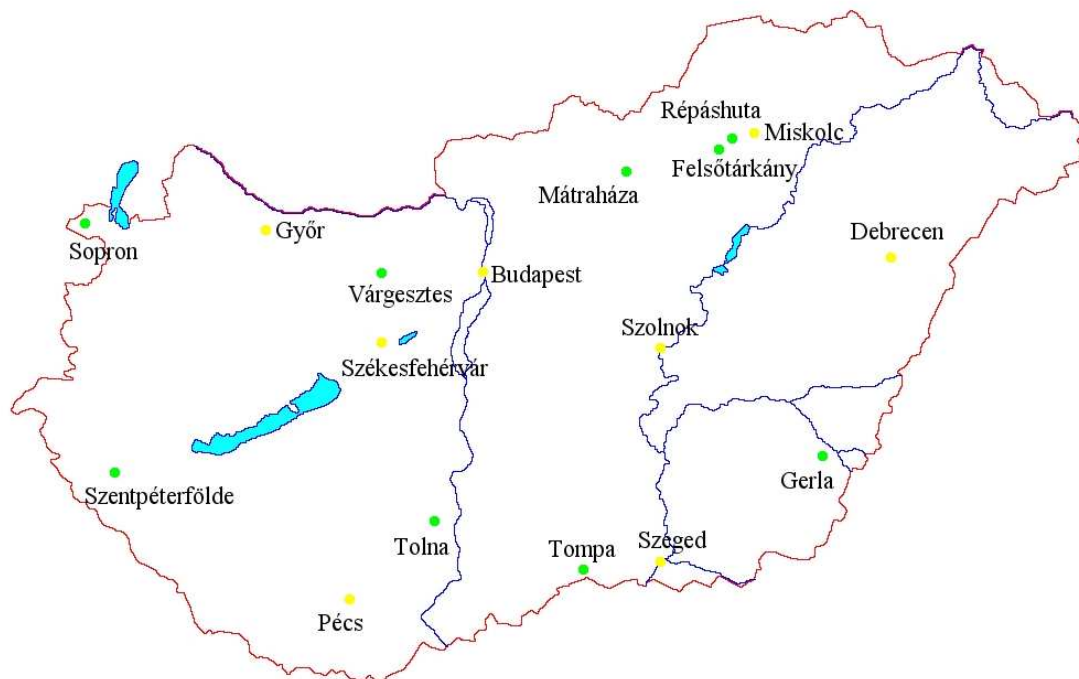 Répáshuta
Miskolc
Felsőtárkány
Mátraháza
Sopron
Győr
Debrecen
Budapest
Várgesztes
Szolnok
Székesfehérvár
Gerla
Szentpéterfölde
Tolna
Tompa
Szeged
Pécs